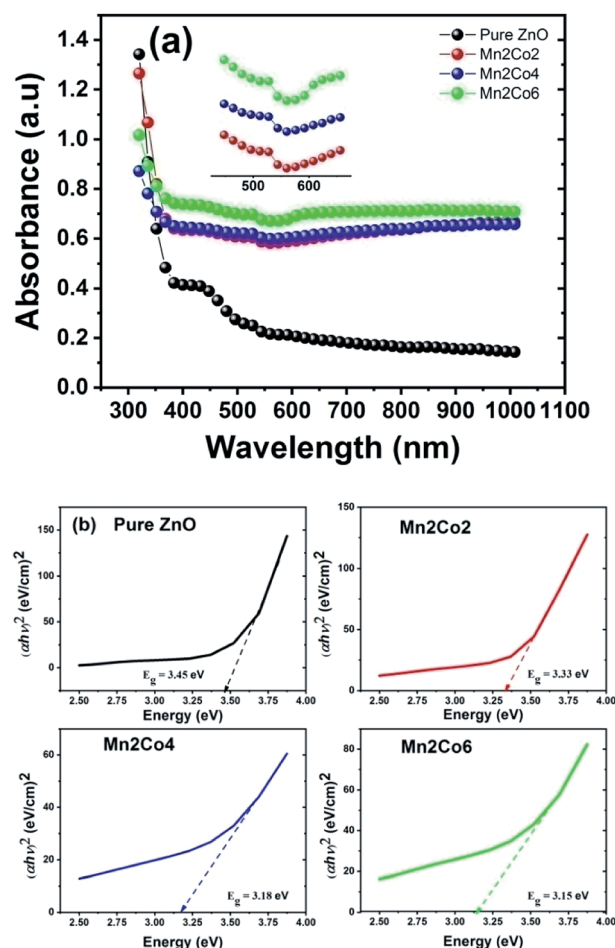 (a)
Pure ZnO
Mn2Co2
Mn2Co4
Mn2Co6
1.4
1.2
1.0
0.8
0.6
0.4
0.2
0.0
Absorbance (a.u)
500 600
300 400 500 600 700 800 900 1000 1100
Wavelength (nm)
(b) Pure ZnO
150
100
50
0
(αhν)² (eV/cm)²
E_g = 3.45 eV
2.50 2.75 3.00 3.25 3.50 3.75 4.00
Energy (eV)
Mn2Co2
150
100
50
0
(αhν)² (eV/cm)²
E_g = 3.33 eV
2.50 2.75 3.00 3.25 3.50 3.75 4.00
Energy (eV)
Mn2Co4
60
40
20
0
(αhν)² (eV/cm)²
E_g = 3.18 eV
2.50 2.75 3.00 3.25 3.50 3.75 4.00
Energy (eV)
Mn2Co6
80
60
40
20
0
(αhν)² (eV/cm)²
E_g = 3.15 eV
2.50 2.75 3.00 3.25 3.50 3.75 4.00
Energy (eV)